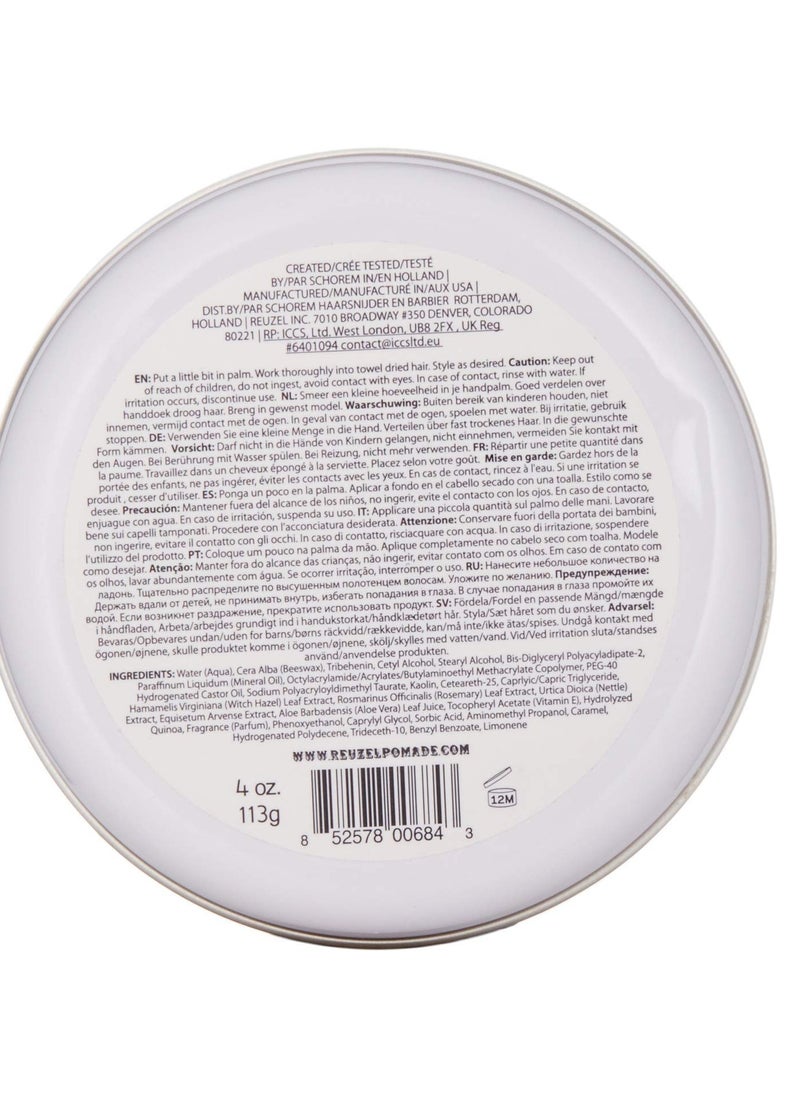 CREATED/CRÉE TESTED/TESTÉ
BY/PAR SCHOREM IN/EN HOLLAND |
MANUFACTURED/MANUFACTURÉ IN/AUX USA |
DIST.BY/PAR SCHOREM HAARSNIJDER EN BARBIER ROTTERDAM,
HOLLAND | REUZEL INC. 7010 BROADWAY #350 DENVER, COLORADO
80221 | RP: ICCS, Ltd. West London, UB8 2FX , UK Reg
#6401094 contact@iccsltd.eu
EN: Put a little bit in palm. Work thoroughly into towel dried hair. Style as desired. Caution: Keep out
of reach of children, do not ingest, avoid contact with eyes. In case of contact, rinse with water. If
irritation occurs, discontinue use. NL: Smeer een kleine hoeveelheid in je handpalm. Goed verdelen over
handdoek droog haar. Breng in gewenst model. Waarschuwing: Buiten bereik van kinderen houden, niet
innemen, vermijd contact met de ogen. In geval van contact met de ogen, spoelen met water. Bij irritatie, gebruik
stoppen. DE: Verwenden Sie eine kleine Menge in die Hand. Verteilen über fast trockenes Haar. In die gewunschte
Form kämmen. Vorsicht: Darf nicht in die Hände von Kindern gelangen, nicht einnehmen, vermeiden Sie kontakt mit
den Augen. Bei Berührung mit Wasser spülen. Bei Reizung, nicht mehr verwenden. FR: Répartir une petite quantité dans
la paume. Travaillez dans un cheveux épongé à la serviette. Placez selon votre goût. Mise en garde: Gardez hors de la
portée des enfants, ne pas ingérer, éviter les contacts avec les yeux. En cas de contact, rincez à l'eau. Si une irritation se
produit , cesser d'utiliser. ES: Ponga un poco en la palma. Aplicar a fondo en el cabello secado con una toalla. Estilo como se
desee. Precaución: Mantener fuera del alcance de los niños, no ingerir, evite el contacto con los ojos. En caso de contacto,
enjuague con agua. En caso de irritación, suspenda su uso. IT: Applicare una piccola quantità sul palmo delle mani. Lavorare
bene sui capelli tamponati. Procedere con l'acconciatura desiderata. Attenzione: Conservare fuori della portata dei bambini,
non ingerire, evitare il contatto con gli occhi. In caso di contatto, risciacquare con acqua. In caso di irritazione, sospendere
l'utilizzo del prodotto. PT: Coloque um pouco na palma da mão. Aplique completamente no cabelo seco com toalha. Modele
como desejar. Atenção: Manter fora do alcance das crianças, não ingerir, evitar contato com os olhos. Em caso de contato com
os olhos, lavar abundantemente com água. Se ocorrer irritação, interromper o uso. RU: Нанесите небольшое количество на
ладонь. Тщательно распределите по высушенным полотенцем волосам. Уложите по желанию. Предупреждение:
Держать вдали от детей, не принимать внутрь, избегать попадания в глаза. В случае попадания в глаза промойте их
водой. Если возникнет раздражение, прекратите использовать продукт. SV: Fördela/Fordel en passende Mängd/mængde
i håndfladen, Arbeta/arbejdes grundigt ind i handukstorkat/håndklædetørt hår. Styla/Sæt håret som du ønsker. Advarsel:
Bevaras/Opbevares undan/uden for barns/børns räckvidd/rækkevidde, kan/må inte/ikke ätas/spises. Undgå kontakt med
ögonen/øjnene, skulle produktet komme i ögonen/øjnene, skölj/skylles med vatten/vand. Vid/Ved irritation sluta/standses
använd/anvendelse produkten.
INGREDIENTS: Water (Aqua), Cera Alba (Beeswax), Tribehenin, Cetyl Alcohol, Stearyl Alcohol, Bis-Diglyceryl Polyacyladipate-2,
Paraffinum Liquidum (Mineral Oil), Octylacrylamide/Acrylates/Butylaminoethyl Methacrylate Copolymer, PEG-40
Hydrogenated Castor Oil, Sodium Polyacryloyldimethyl Taurate, Kaolin, Ceteareth-25, Caprylic/Capric Triglyceride,
Hamamelis Virginiana (Witch Hazel) Leaf Extract, Rosmarinus Officinalis (Rosemary) Leaf Extract, Urtica Dioica (Nettle)
Extract, Equisetum Arvense Extract, Aloe Barbadensis (Aloe Vera) Leaf Juice, Tocopheryl Acetate (Vitamin E), Hydrolyzed
Quinoa, Fragrance (Parfum), Phenoxyethanol, Caprylyl Glycol, Sorbic Acid, Aminomethyl Propanol, Caramel,
Hydrogenated Polydecene, Trideceth-10, Benzyl Benzoate, Limonene
WWW.REUZELPOMADE.COM
4 oz.
113g
12M
8 52578 00684 3